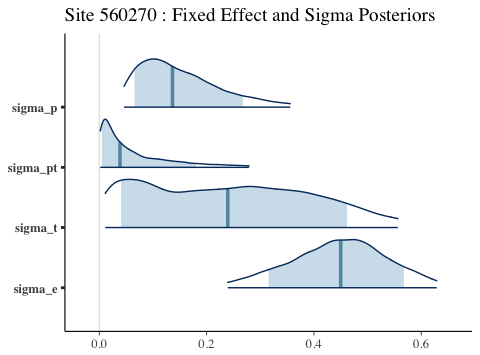 Site 560270 : Fixed Effect and Sigma Posteriors
sigma_p
sigma_pt
sigma_t
sigma_e
0.0 0.2 0.4 0.6